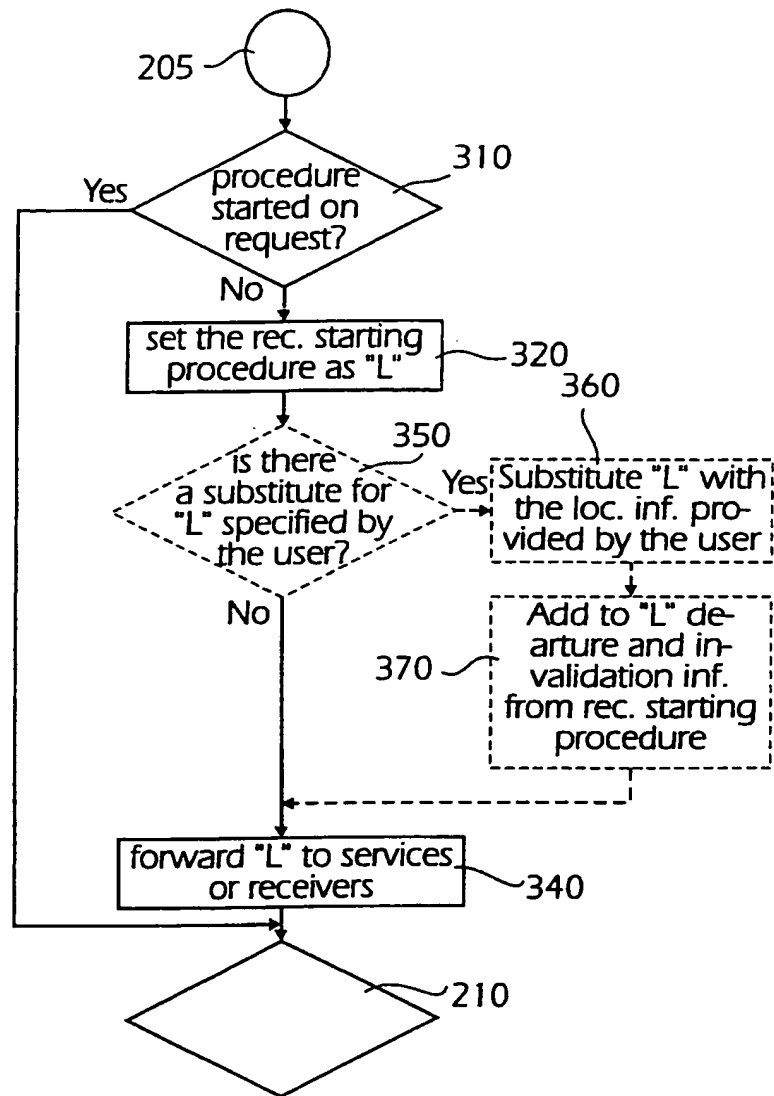 205
procedure
started on
request?
310
Yes
No
set the rec. starting
procedure as "L"
320
is there
a substitute for
"L" specified by
the user?
350
Yes
No
360
Substitute "L" with
the loc. inf. pro-
vided by the user
370
Add to "L" de-
arture and in-
validation inf.
from rec. starting
procedure
forward "L" to services
or receivers
340
210